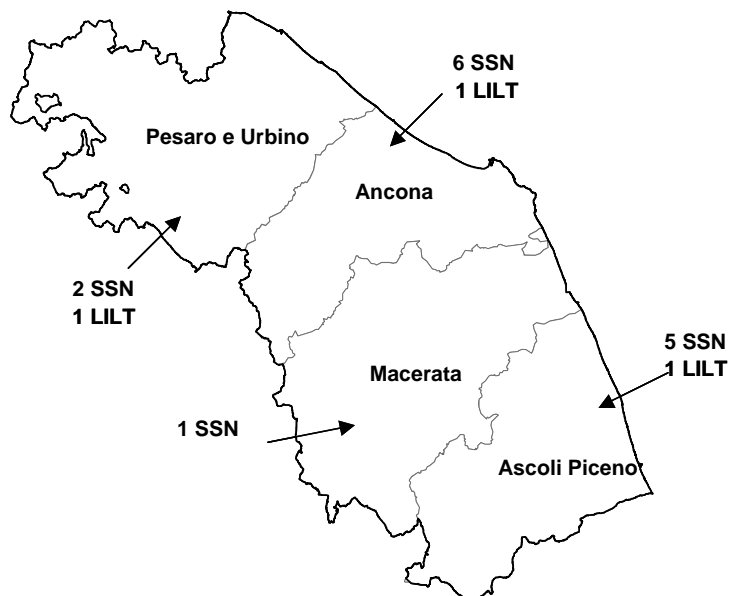 6 SSN
1 LILT
Pesaro e Urbino
Ancona
2 SSN
1 LILT
5 SSN
1 LILT
Macerata
1 SSN
Ascoli Piceno